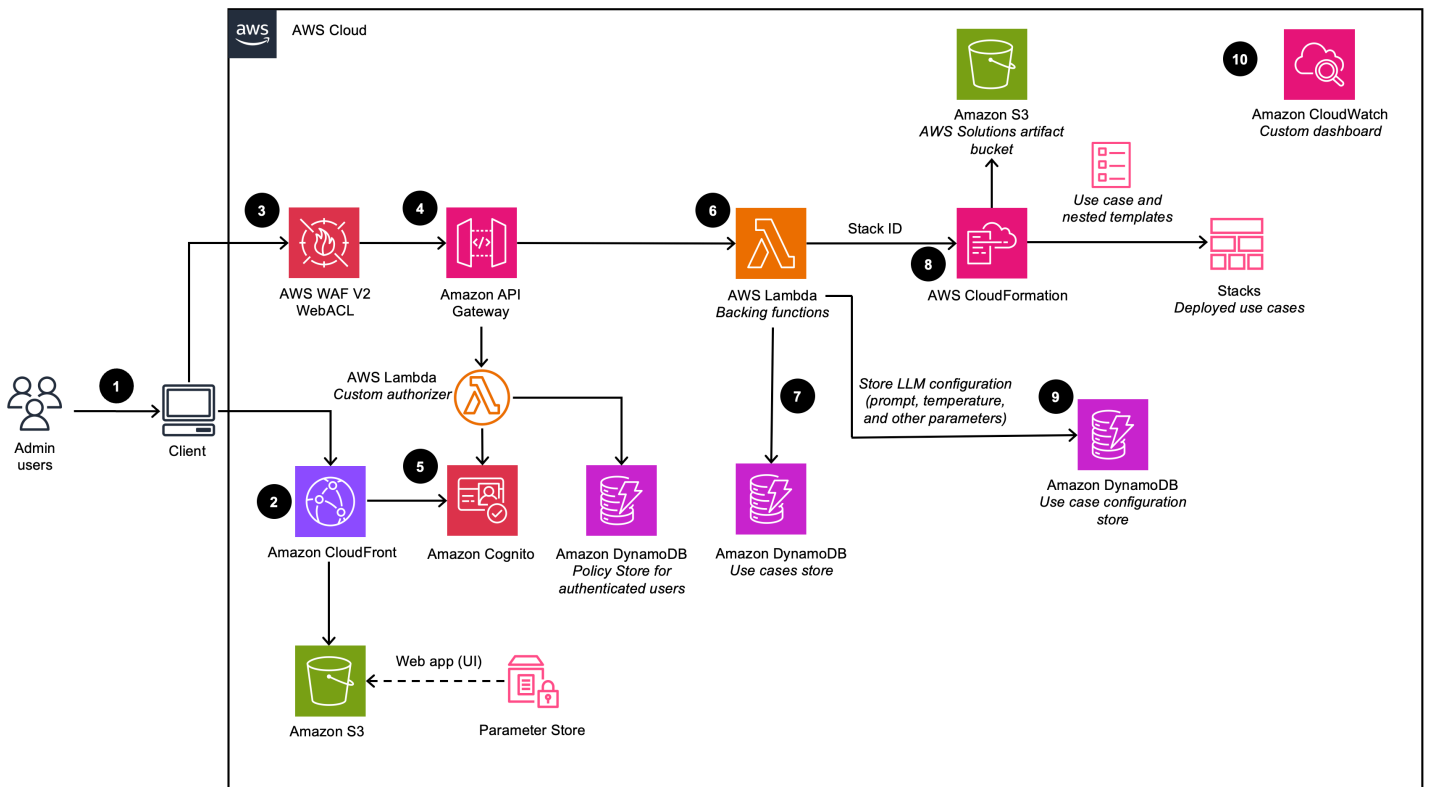 aws
AWS Cloud
10
Amazon S3
AWS Solutions artifact
bucket
Amazon CloudWatch
Custom dashboard
3
4
6
Use case and
nested templates
Stack ID
8
AWS WAF V2
WebACL
Amazon API
Gateway
AWS Lambda
Backing functions
AWS CloudFormation
Stacks
Deployed use cases
1
AWS Lambda
Custom authorizer
7
Store LLM configuration
(prompt, temperature,
and other parameters)
9
Admin
users
Client
2
5
Amazon CloudFront
Amazon Cognito
Amazon DynamoDB
Policy Store for
authenticated users
Amazon DynamoDB
Use cases store
Amazon DynamoDB
Use case configuration
store
Web app (UI)
Amazon S3
Parameter Store